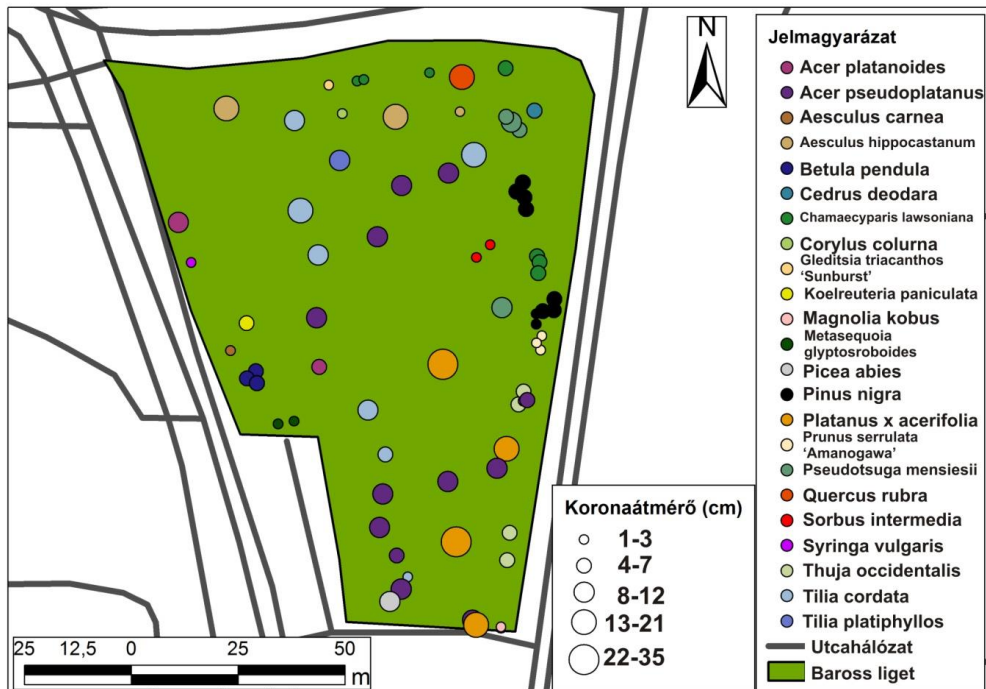 N
Jelmagyarázat
Acer platanoides
Acer pseudoplatanus
Aesculus carnea
Aesculus hippocastanum
Betula pendula
Cedrus deodara
Chamaecyparis lawsoniana
Corylus colurna
Gleditsia triacanthos
‘Sunburst’
Koelreuteria paniculata
Magnolia kobus
Metasequoia
glyptosroboides
Picea abies
Pinus nigra
Platanus x acerifolia
Prunus serrulata
‘Amanogawa’
Pseudotsuga mensiesii
Quercus rubra
Sorbus intermedia
Syringa vulgaris
Thuja occidentalis
Tilia cordata
Tilia platiphyllos
Utcahálózat
Baross liget
Koronaátmérő (cm)
1-3
4-7
8-12
13-21
22-35
25 12,5 0 25 50
m